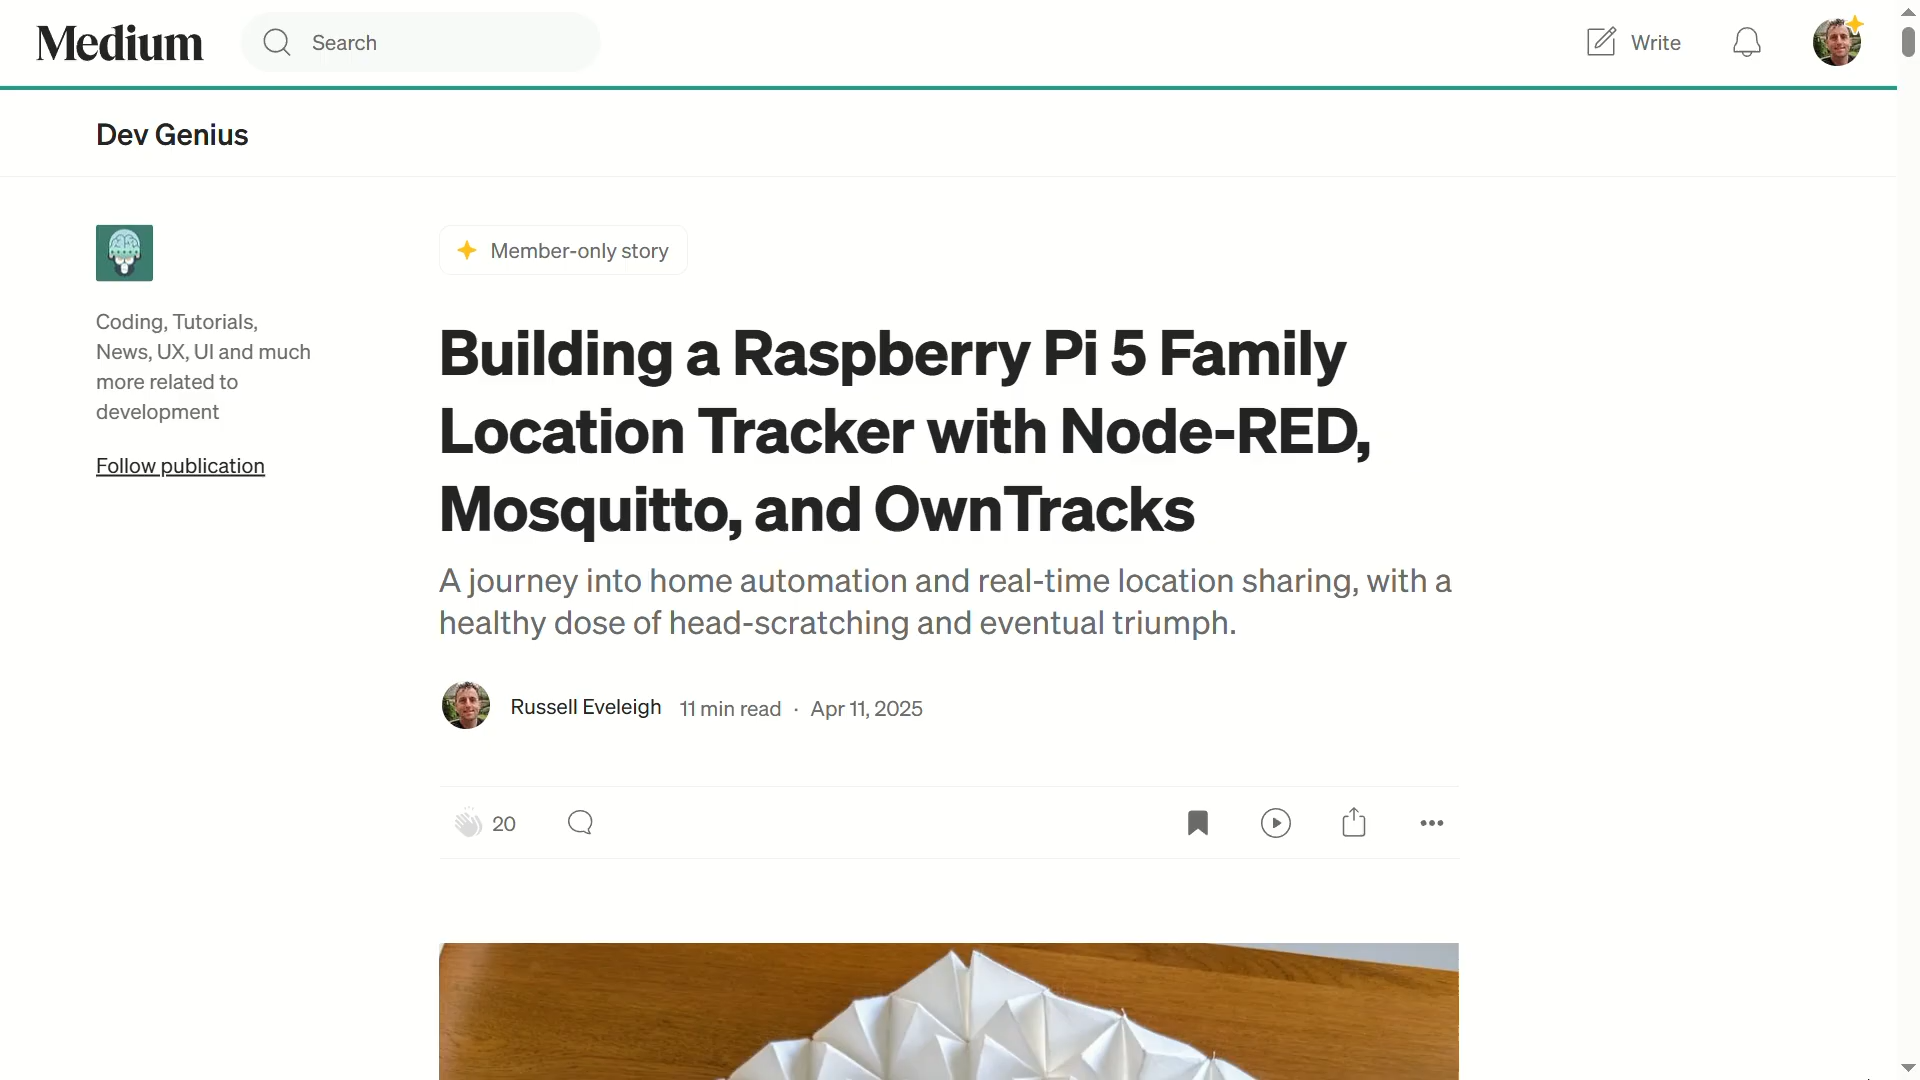 Medium
Search
Write
Dev Genius
Coding, Tutorials,
News, UX, UI and much
more related to
development
Follow publication
Member-only story
Building a Raspberry Pi 5 Family
Location Tracker with Node-RED,
Mosquitto, and OwnTracks
A journey into home automation and real-time location sharing, with a
healthy dose of head-scratching and eventual triumph.
Russell Eveleigh 11 min read · Apr 11, 2025
20